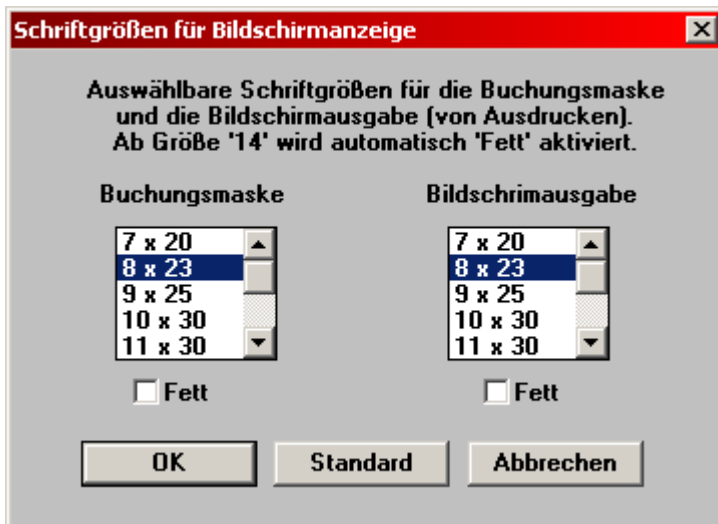 Schriftgrößen für Bildschirmanzeige
Auswählbare Schriftgrößen für die Buchungsmaske
und die Bildschirmausgabe (von Ausdrucken).
Ab Größe '14' wird automatisch 'Fett' aktiviert.
Buchungsmaske
7 x 20
8 x 23
9 x 25
10 x 30
11 x 30
Fett
Bildschrimausgabe
7 x 20
8 x 23
9 x 25
10 x 30
11 x 30
Fett
OK
Standard
Abbrechen